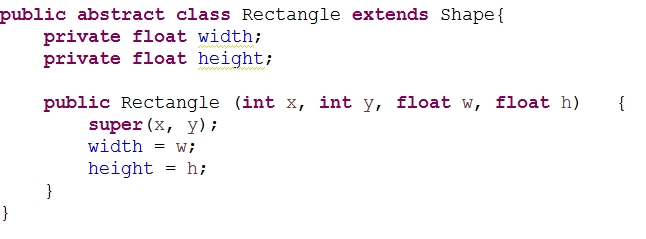 public abstract class Rectangle extends Shape{
    private float width;
    private float height;

    public Rectangle (int x, int y, float w, float h)   {
        super(x, y);
        width = w;
        height = h;
    }
}